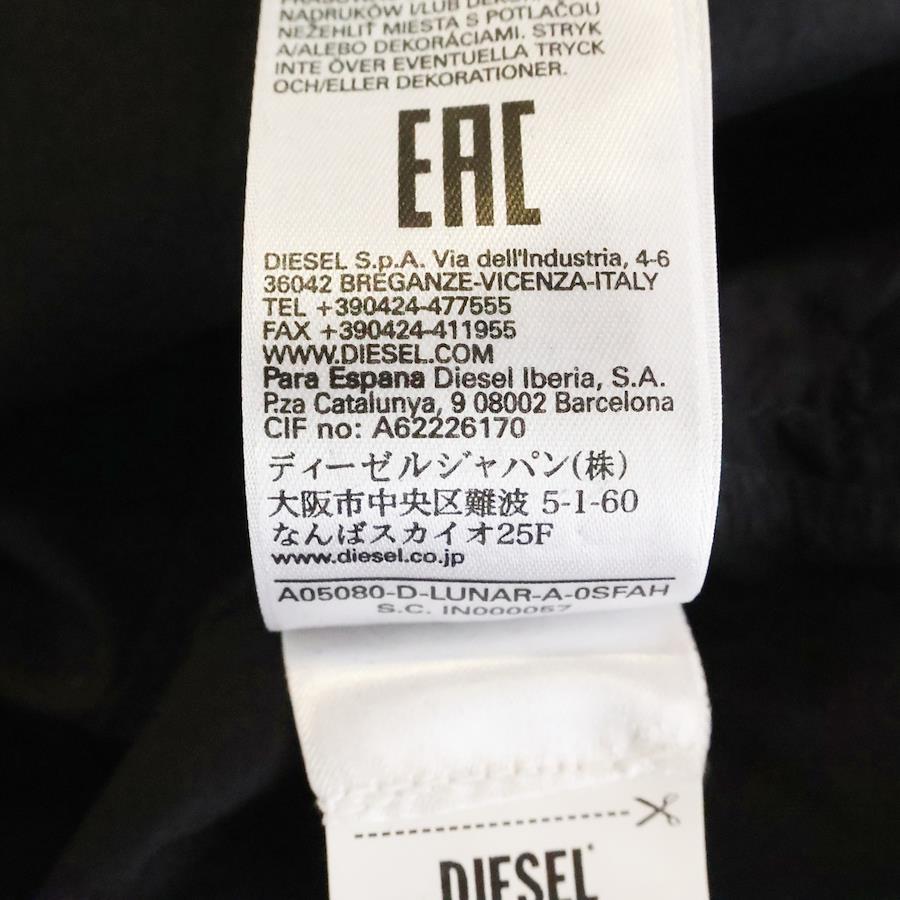 NADRUKÓW I/LUB DEKORA
NEŽEHLIŤ MIESTA S POTLAČOU
A/ALEBO DEKORÁCIAMI. STRYK
INTE ÖVER EVENTUELLA TRYCK
OCH/ELLER DEKORATIONER.
EAC
DIESEL S.p.A. Via dell'Industria, 4-6
36042 BREGANZE-VICENZA-ITALY
TEL +390424-477555
FAX +390424-411955
WWW.DIESEL.COM
Para Espana Diesel Iberia, S.A.
P.za Catalunya, 9 08002 Barcelona
CIF no: A62226170
ディーゼルジャパン(株)
大阪市中央区難波 5-1-60
なんばスカイオ25F
www.diesel.co.jp
A05080-D-LUNAR-A-0SFAH
S.C. IN000057
DIESEL